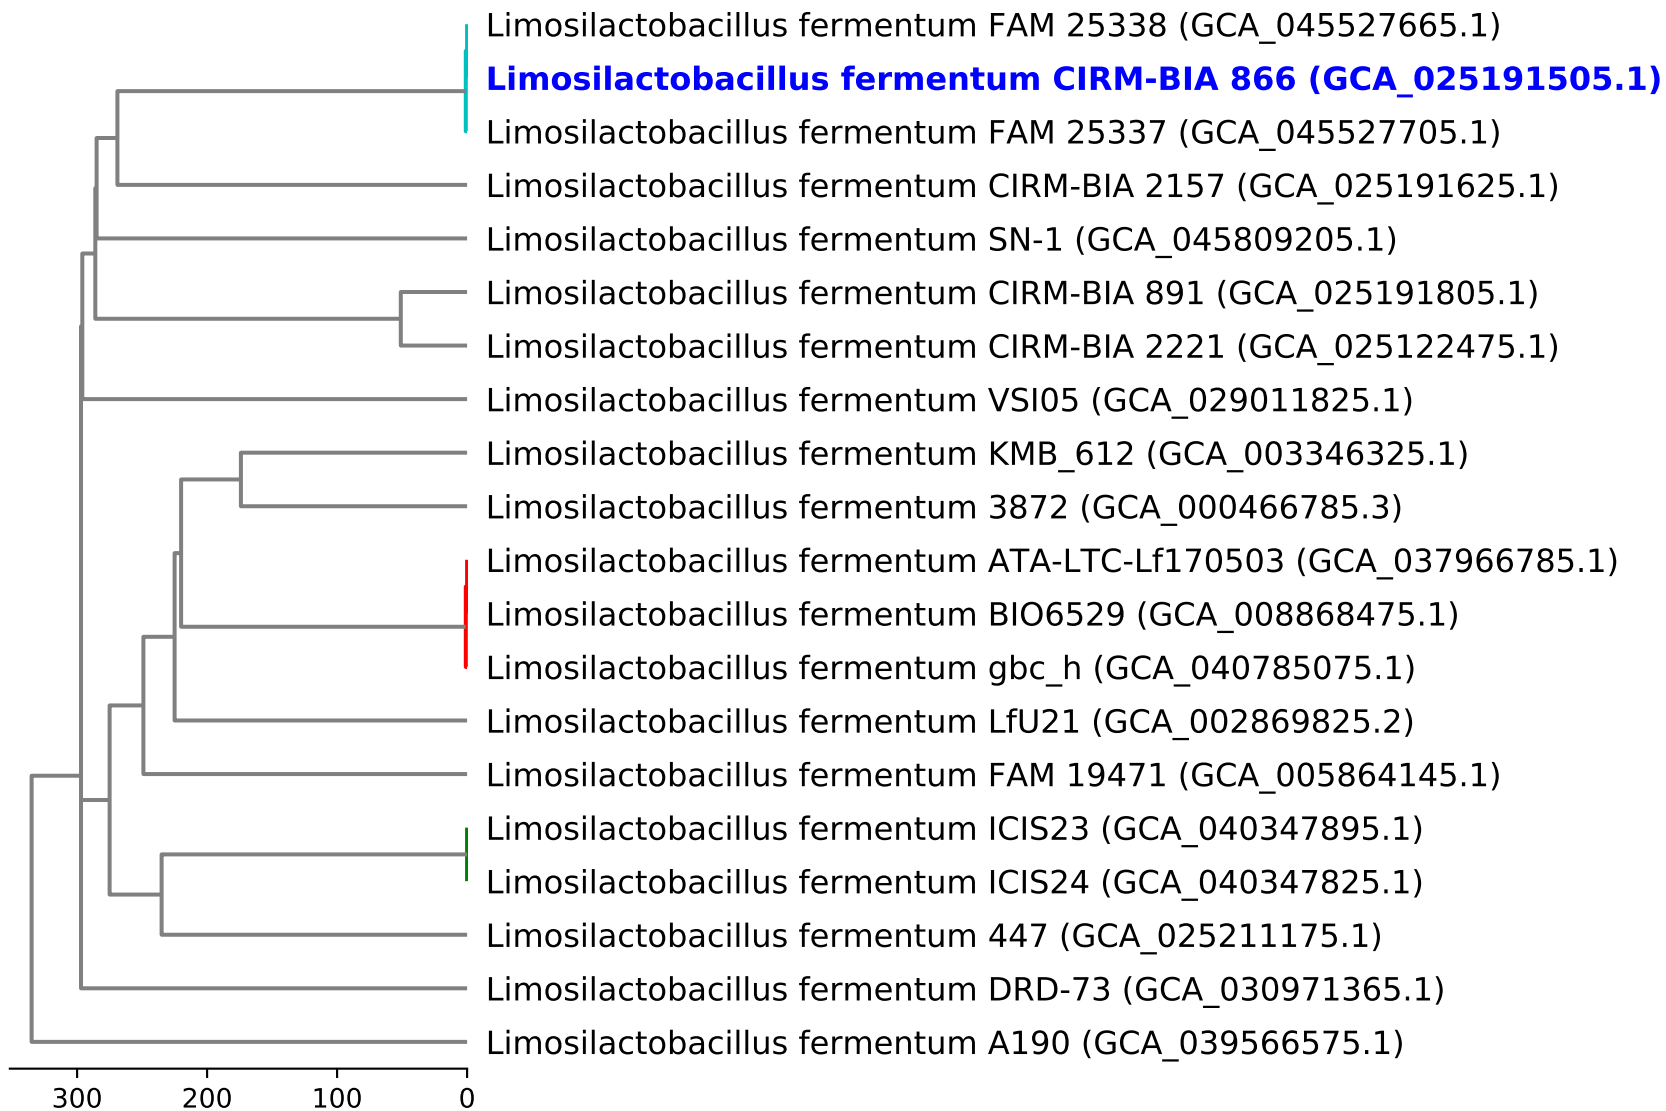 Limosilactobacillus fermentum FAM 25338 (GCA_045527665.1)
Limosilactobacillus fermentum CIRM-BIA 866 (GCA_025191505.1)
Limosilactobacillus fermentum FAM 25337 (GCA_045527705.1)
Limosilactobacillus fermentum CIRM-BIA 2157 (GCA_025191625.1)
Limosilactobacillus fermentum SN-1 (GCA_045809205.1)
Limosilactobacillus fermentum CIRM-BIA 891 (GCA_025191805.1)
Limosilactobacillus fermentum CIRM-BIA 2221 (GCA_025122475.1)
Limosilactobacillus fermentum VSI05 (GCA_029011825.1)
Limosilactobacillus fermentum KMB_612 (GCA_003346325.1)
Limosilactobacillus fermentum 3872 (GCA_000466785.3)
Limosilactobacillus fermentum ATA-LTC-Lf170503 (GCA_037966785.1)
Limosilactobacillus fermentum BIO6529 (GCA_008868475.1)
Limosilactobacillus fermentum gbc_h (GCA_040785075.1)
Limosilactobacillus fermentum LfU21 (GCA_002869825.2)
Limosilactobacillus fermentum FAM 19471 (GCA_005864145.1)
Limosilactobacillus fermentum ICIS23 (GCA_040347895.1)
Limosilactobacillus fermentum ICIS24 (GCA_040347825.1)
Limosilactobacillus fermentum 447 (GCA_025211175.1)
Limosilactobacillus fermentum DRD-73 (GCA_030971365.1)
Limosilactobacillus fermentum A190 (GCA_039566575.1)
300 200 100 0